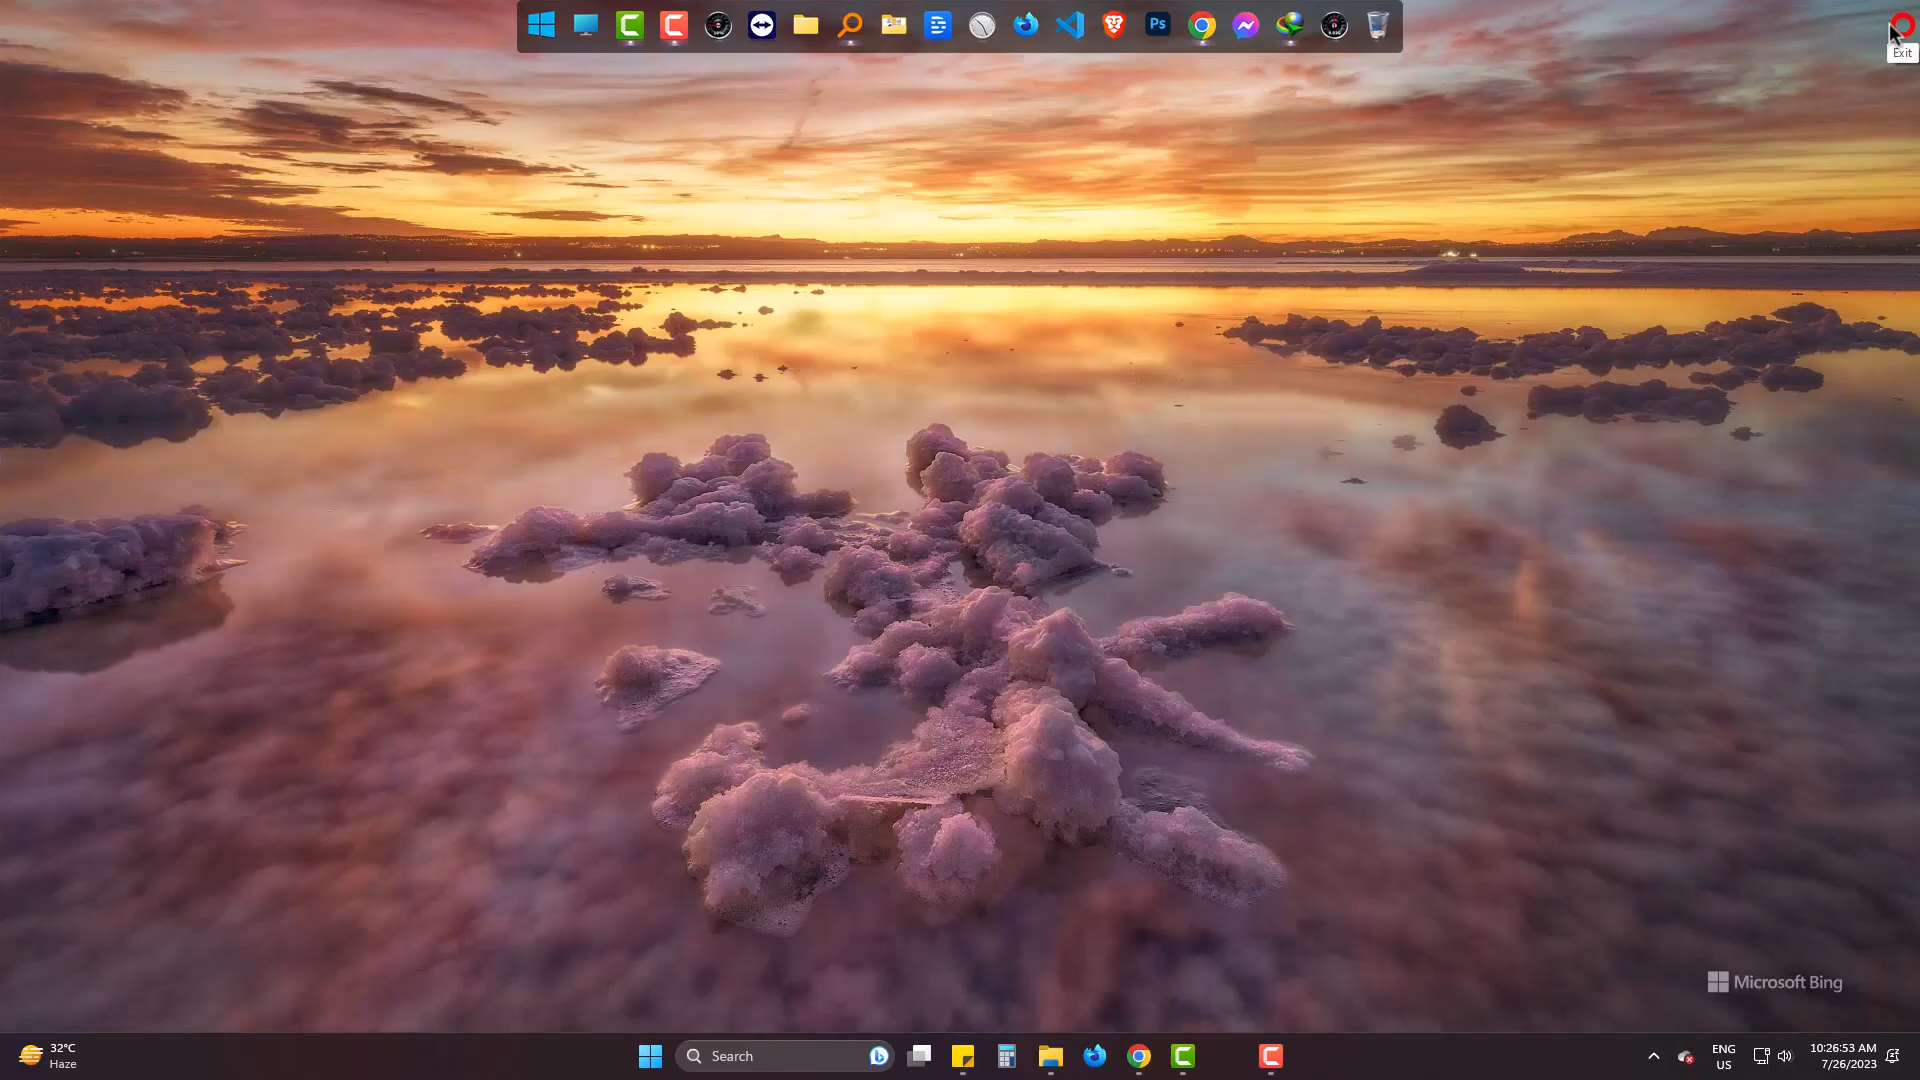 Ps
Exit
Microsoft Bing
32°C
Haze
Search
ENG
US
10:26:53 AM
7/26/2023